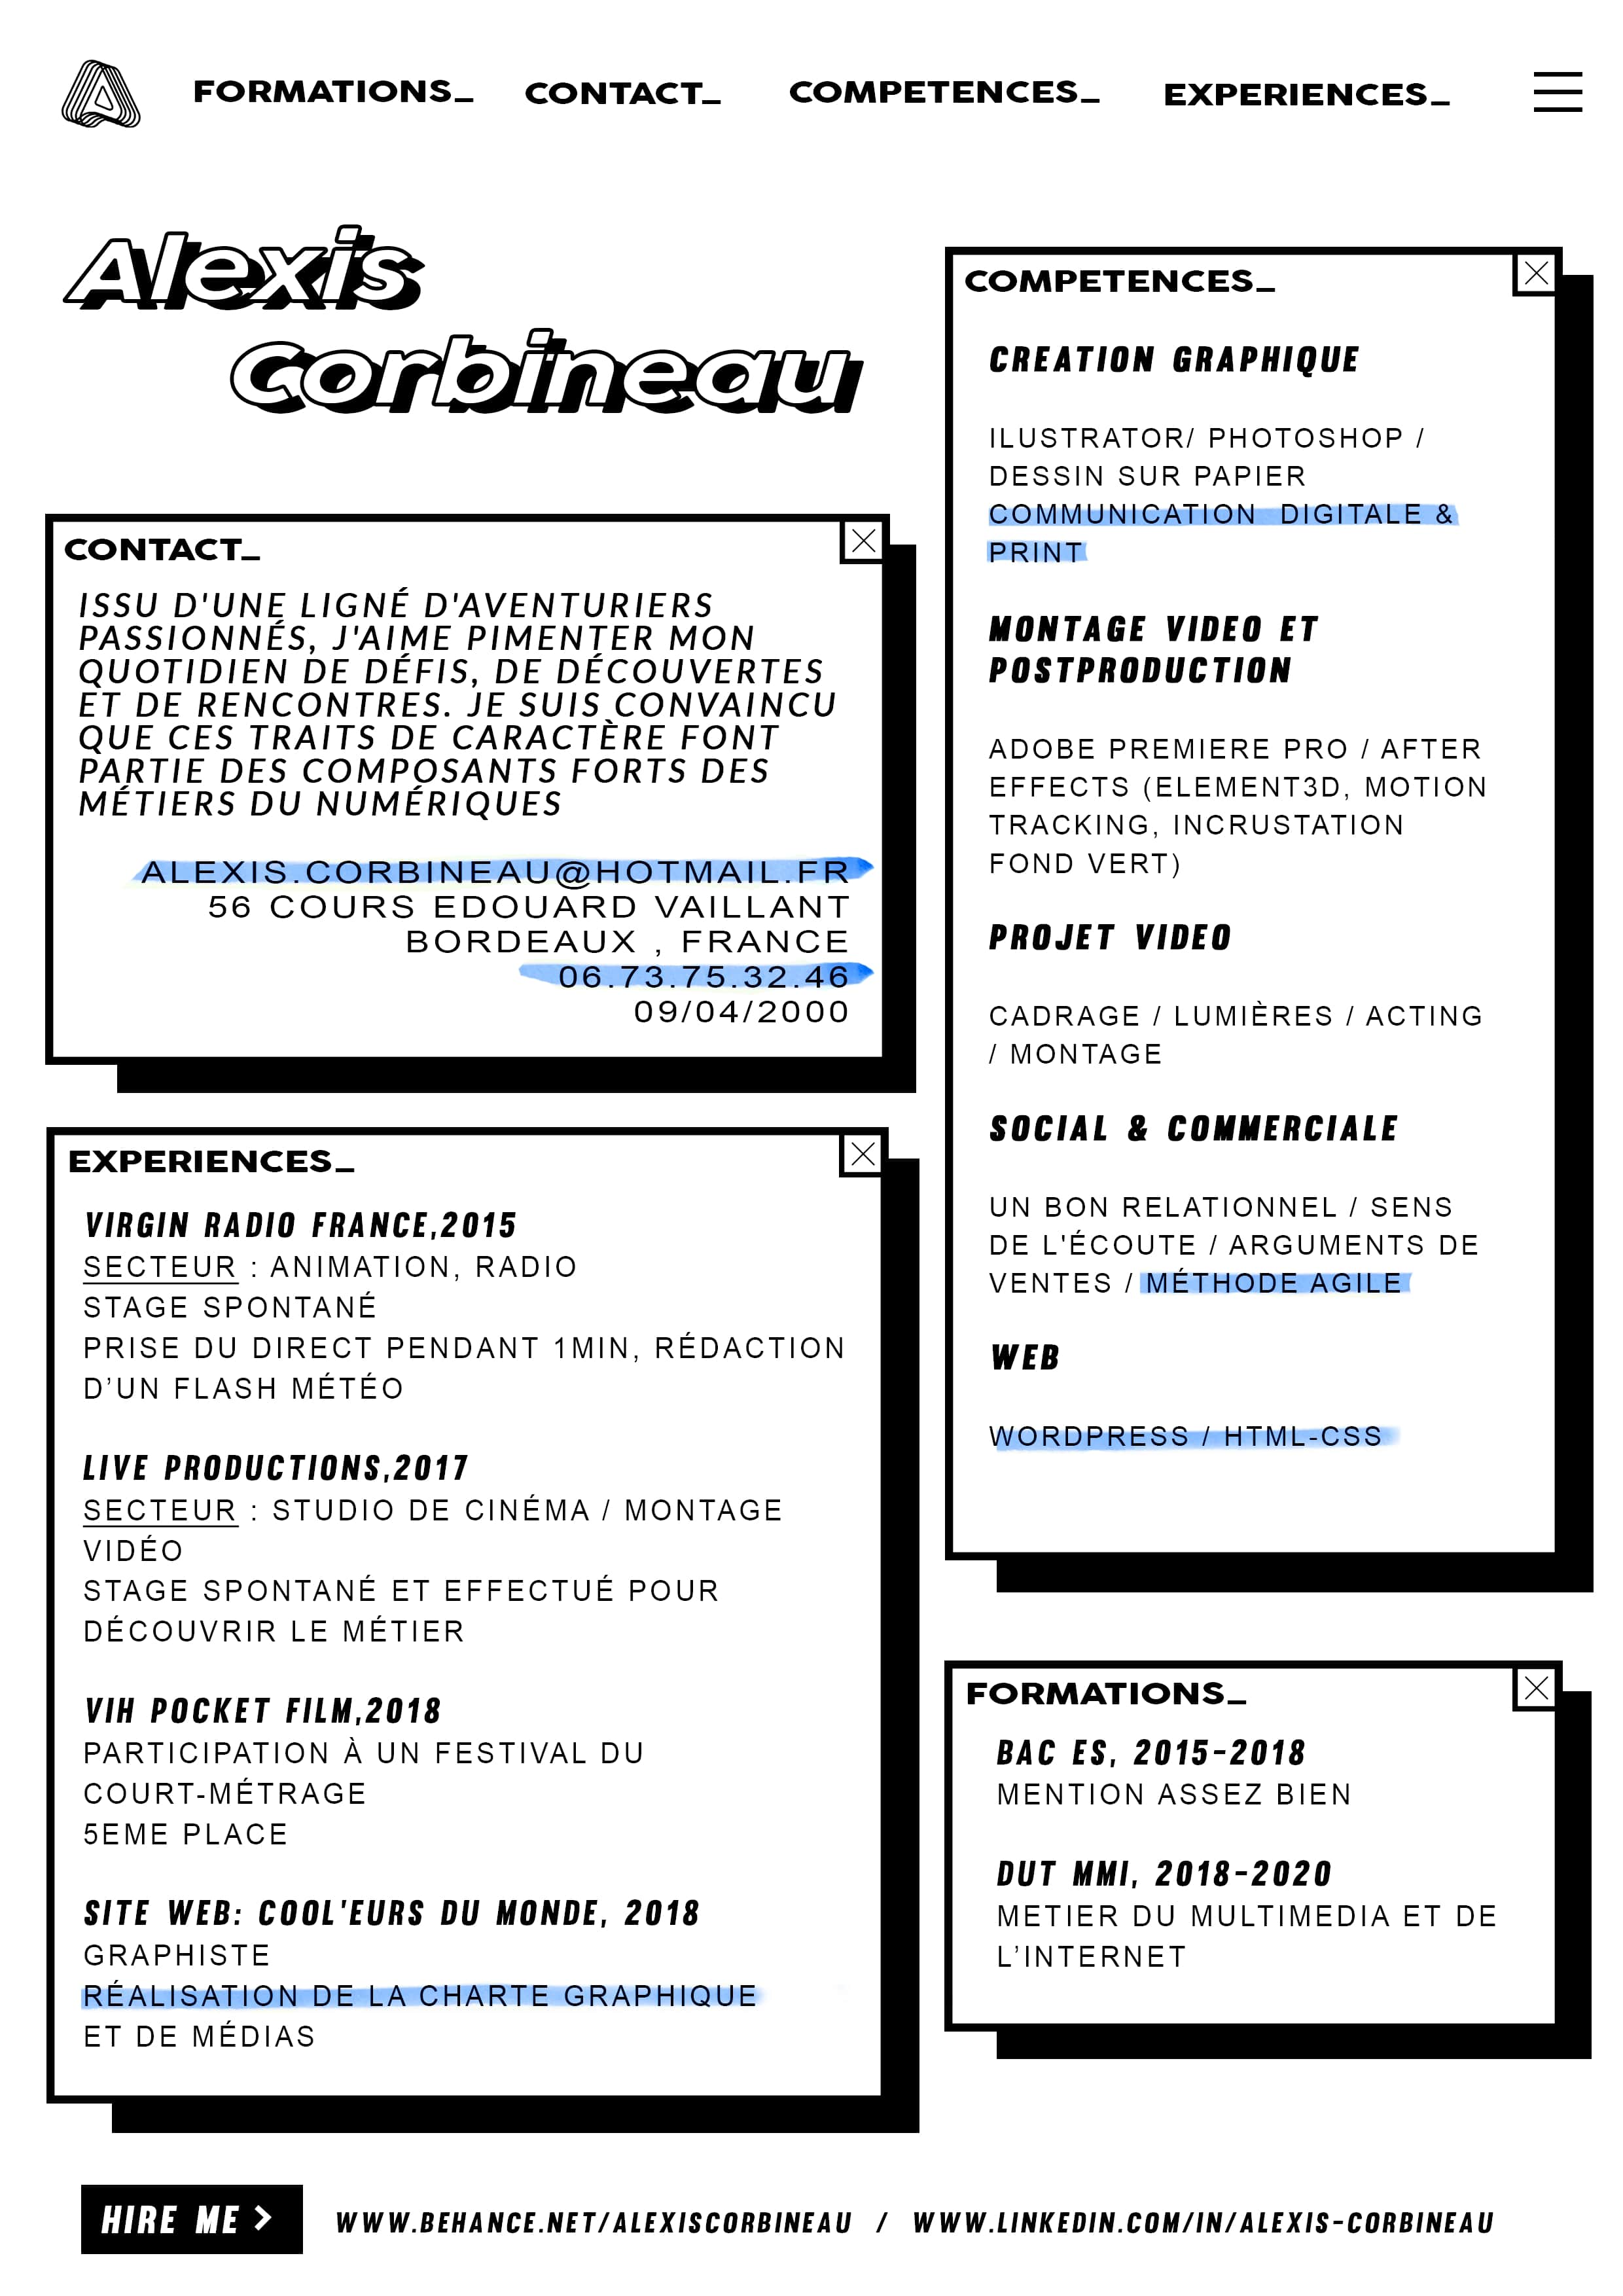 FORMATIONS_ CONTACT_ COMPETENCES_ EXPERIENCES_
Alexis
Corbineau
CONTACT_
ISSU D'UNE LIGNÉ D'AVENTURIERS
PASSIONNÉS, J'AIME PIMENTER MON
QUOTIDIEN DE DÉFIS, DE DÉCOUVERTES
ET DE RENCONTRES. JE SUIS CONVAINCU
QUE CES TRAITS DE CARACTÈRE FONT
PARTIE DES COMPOSANTS FORTS DES
MÉTIERS DU NUMÉRIQUES
ALEXIS.CORBINEAU@HOTMAIL.FR
56 COURS EDOUARD VAILLANT
BORDEAUX , FRANCE
06.73.75.32.46
09/04/2000
EXPERIENCES_
VIRGIN RADIO FRANCE,2015
SECTEUR : ANIMATION, RADIO
STAGE SPONTANÉ
PRISE DU DIRECT PENDANT 1MIN, RÉDACTION
D’UN FLASH MÉTÉO
LIVE PRODUCTIONS,2017
SECTEUR : STUDIO DE CINÉMA / MONTAGE
VIDÉO
STAGE SPONTANÉ ET EFFECTUÉ POUR
DÉCOUVRIR LE MÉTIER
VIH POCKET FILM,2018
PARTICIPATION À UN FESTIVAL DU
COURT-MÉTRAGE
5EME PLACE
SITE WEB: COOL'EURS DU MONDE, 2018
GRAPHISTE
RÉALISATION DE LA CHARTE GRAPHIQUE
ET DE MÉDIAS
COMPETENCES_
CREATION GRAPHIQUE
ILUSTRATOR/ PHOTOSHOP /
DESSIN SUR PAPIER
COMMUNICATION DIGITALE &
PRINT
MONTAGE VIDEO ET
POSTPRODUCTION
ADOBE PREMIERE PRO / AFTER
EFFECTS (ELEMENT3D, MOTION
TRACKING, INCRUSTATION
FOND VERT)
PROJET VIDEO
CADRAGE / LUMIÈRES / ACTING
/ MONTAGE
SOCIAL & COMMERCIALE
UN BON RELATIONNEL / SENS
DE L'ÉCOUTE / ARGUMENTS DE
VENTES / MÉTHODE AGILE
WEB
WORDPRESS / HTML-CSS
FORMATIONS_
BAC ES, 2015-2018
MENTION ASSEZ BIEN
DUT MMI, 2018-2020
METIER DU MULTIMEDIA ET DE
L’INTERNET
HIRE ME > WWW.BEHANCE.NET/ALEXISCORBINEAU / WWW.LINKEDIN.COM/IN/ALEXIS-CORBINEAU